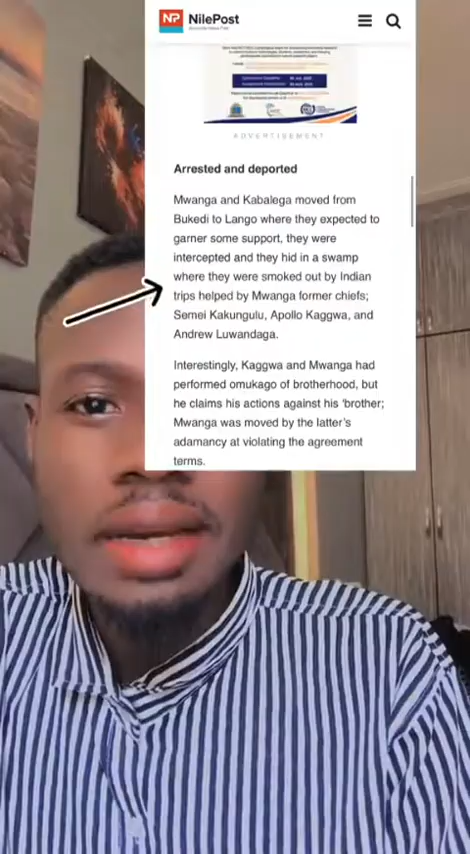 NP NilePost
ADVERTISEMENT
Arrested and deported
Mwanga and Kabalega moved from
Bukedi to Lango where they expected to
garner some support, they were
intercepted and they hid in a swamp
where they were smoked out by Indian
trips helped by Mwanga former chiefs;
Semei Kakungulu, Apollo Kaggwa, and
Andrew Luwandaga.
Interestingly, Kaggwa and Mwanga had
performed omukago of brotherhood, but
he claims his actions against his ‘brother;
Mwanga was moved by the latter’s
adamancy at violating the agreement
terms.